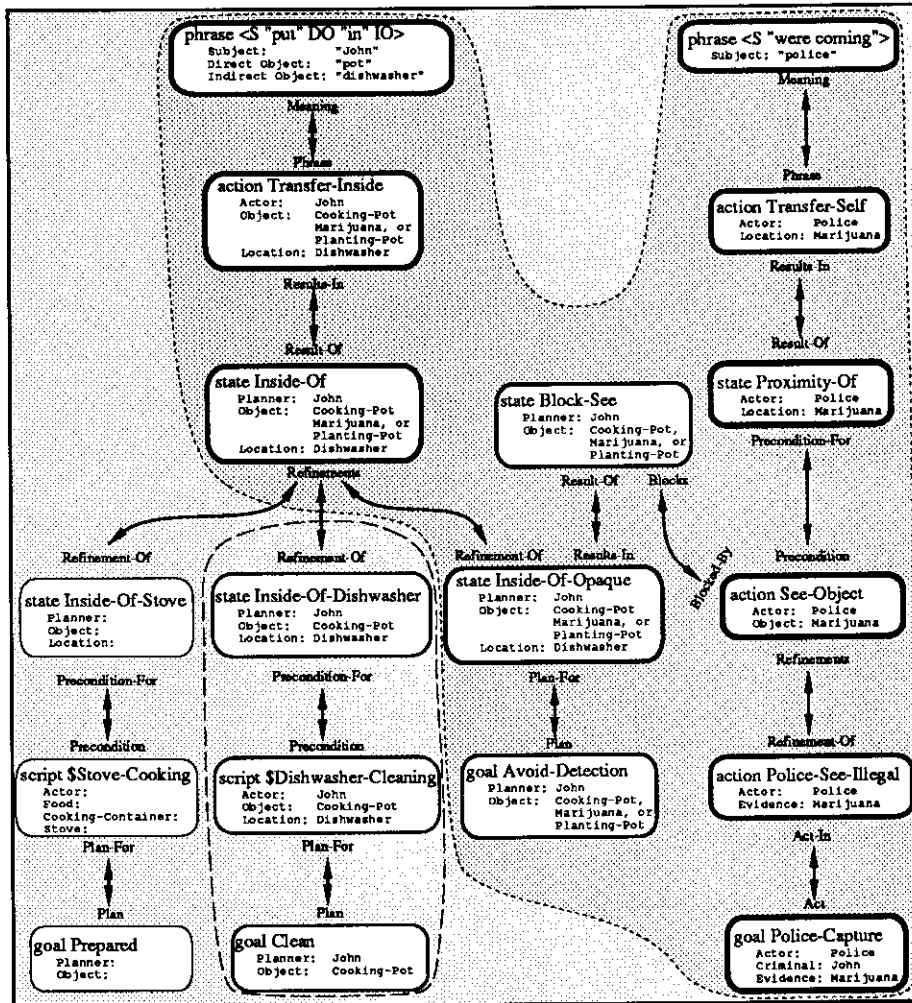 phrase <S "put" DO "in" IO>
Subject: "John"
Direct Object: "pot"
Indirect Object: "dishwasher"
Meaning
Phrase
action Transfer-Inside
Actor: John
Object: Cooking-Pot
Marijuana, or
Planting-Pot
Location: Dishwasher
Results-In
Result-Of
state Inside-Of
Planner: John
Object: Cooking-Pot
Marijuana, or
Planting-Pot
Location: Dishwasher
Refinements
Refinement-Of
state Inside-Of-Stove
Planner:
Object:
Location:
Precondition-For
Precondition
script $Stove-Cooking
Actor:
Food:
Cooking-Container:
Stove:
Plan-For
Plan
goal Prepared
Planner:
Object:
Refinement-Of
state Inside-Of-Dishwasher
Planner: John
Object: Cooking-Pot
Location: Dishwasher
Precondition-For
Precondition
script $Dishwasher-Cleaning
Actor: John
Object: Cooking-Pot
Location: Dishwasher
Plan-For
Plan
goal Clean
Planner: John
Object: Cooking-Pot
state Block-See
Planner: John
Object: Cooking-Pot,
Marijuana, or
Planting-Pot
Result-Of
Blocks
Refinement-Of
Results-In
Blocked-By
state Inside-Of-Opaque
Planner: John
Object: Cooking-Pot
Marijuana, or
Planting-Pot
Location: Dishwasher
Plan-For
Plan
goal Avoid-Detection
Planner: John
Object: Cooking-Pot,
Marijuana, or
Planting-Pot
phrase <S "were coming">
Subject: "police"
Meaning
Phrase
action Transfer-Self
Actor: Police
Location: Marijuana
Results-In
Result-Of
state Proximity-Of
Actor: Police
Location: Marijuana
Precondition-For
Precondition
action See-Object
Actor: Police
Object: Marijuana
Refinements
Refinement-Of
action Police-See-Illegal
Actor: Police
Evidence: Marijuana
Act-In
Act
goal Police-Capture
Actor: Police
Criminal: John
Evidence: Marijuana